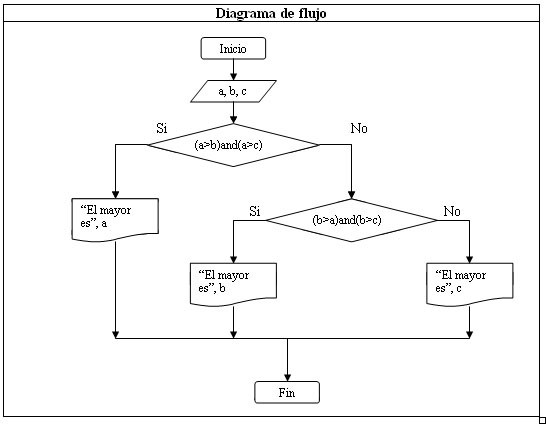 Diagrama de flujo
Inicio
a, b, c
Si
No
(a>b)and(a>c)
“El mayor
es”, a
Si
No
(b>a)and(b>c)
“El mayor
es”, b
“El mayor
es”, c
Fin